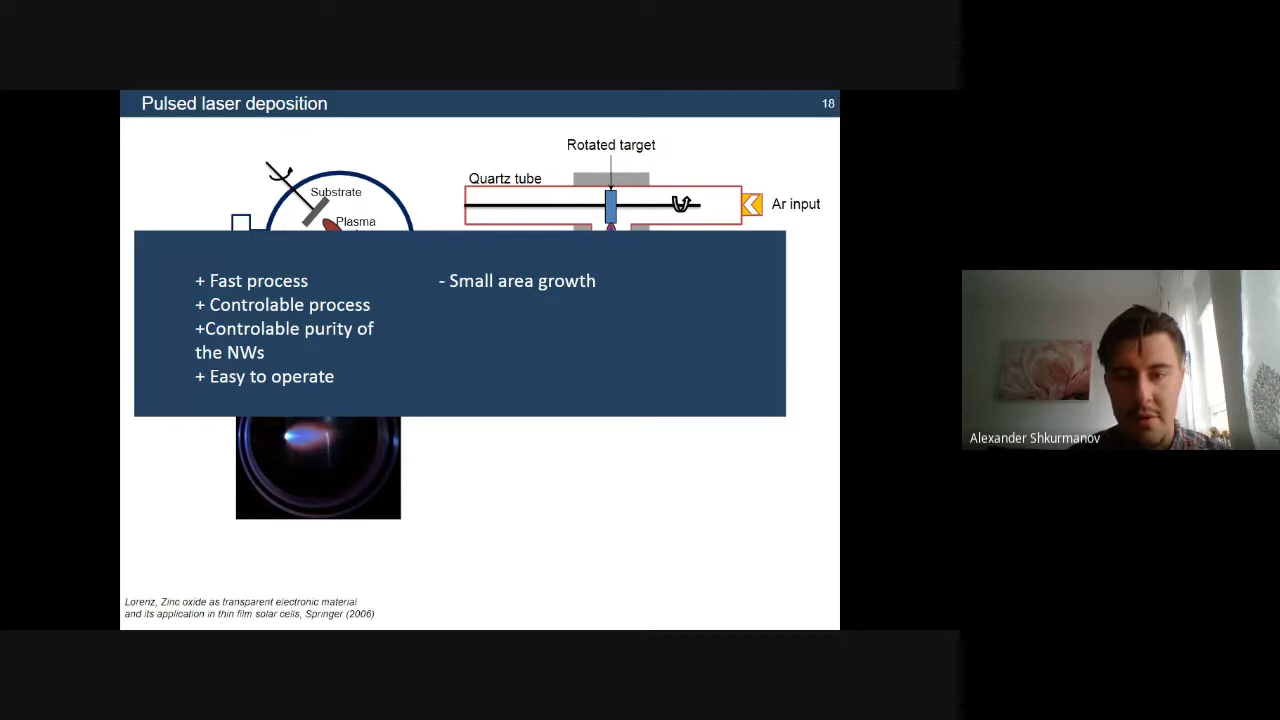 Pulsed laser deposition
18
Rotated target
Quartz tube
Substrate
Ar input
Plasma
+ Fast process
+ Controlable process
+Controlable purity of
the NWs
+ Easy to operate
- Small area growth
Alexander Shkurmanov
Lorenz, Zinc oxide as transparent electronic material
and its application in thin film solar cells, Springer (2006)